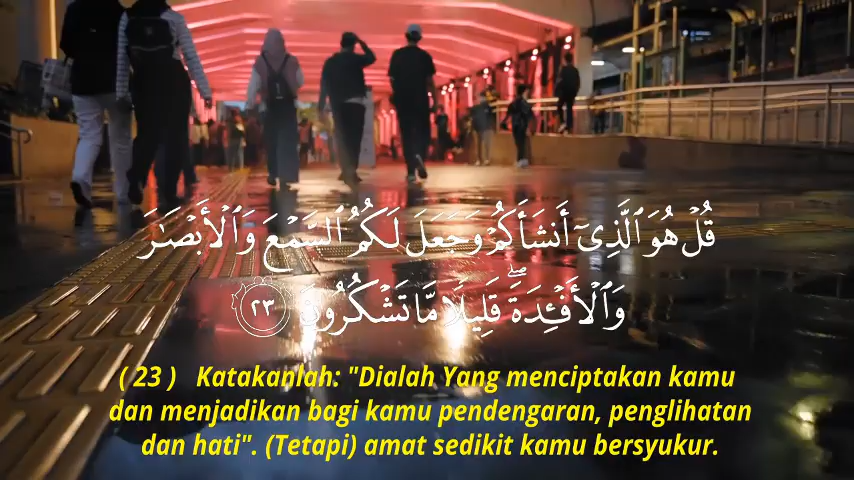 قُلْ هُوَ ٱلَّذِىٓ أَنشَأَكُمْ وَجَعَلَ لَكُمُ ٱلسَّمْعَ وَٱلْأَبْصَٰرَ
وَٱلْأَفْـِٔدَةَ ۖ قَلِيلًا مَّا تَشْكُرُونَ ٢٣
( 23 ) Katakanlah: "Dialah Yang menciptakan kamu
dan menjadikan bagi kamu pendengaran, penglihatan
dan hati". (Tetapi) amat sedikit kamu bersyukur.